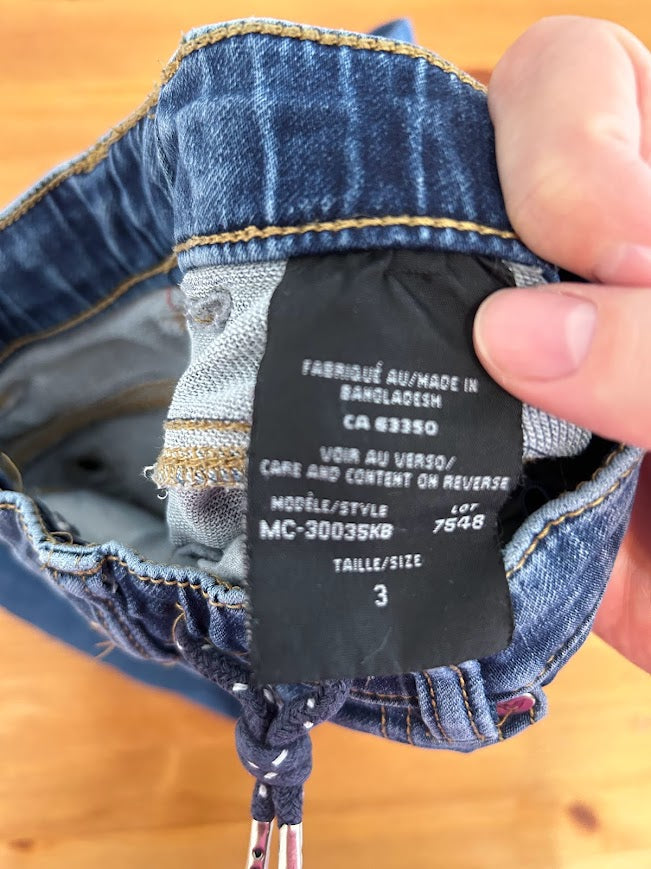 FABRIQUÉ AU/MADE IN
BANGLADESH
CA 63350
VOIR AU VERSO/
CARE AND CONTENT ON REVERSE
MODÈLE/STYLE
MC-30035KB
LOT
7548
TAILLE/SIZE
3